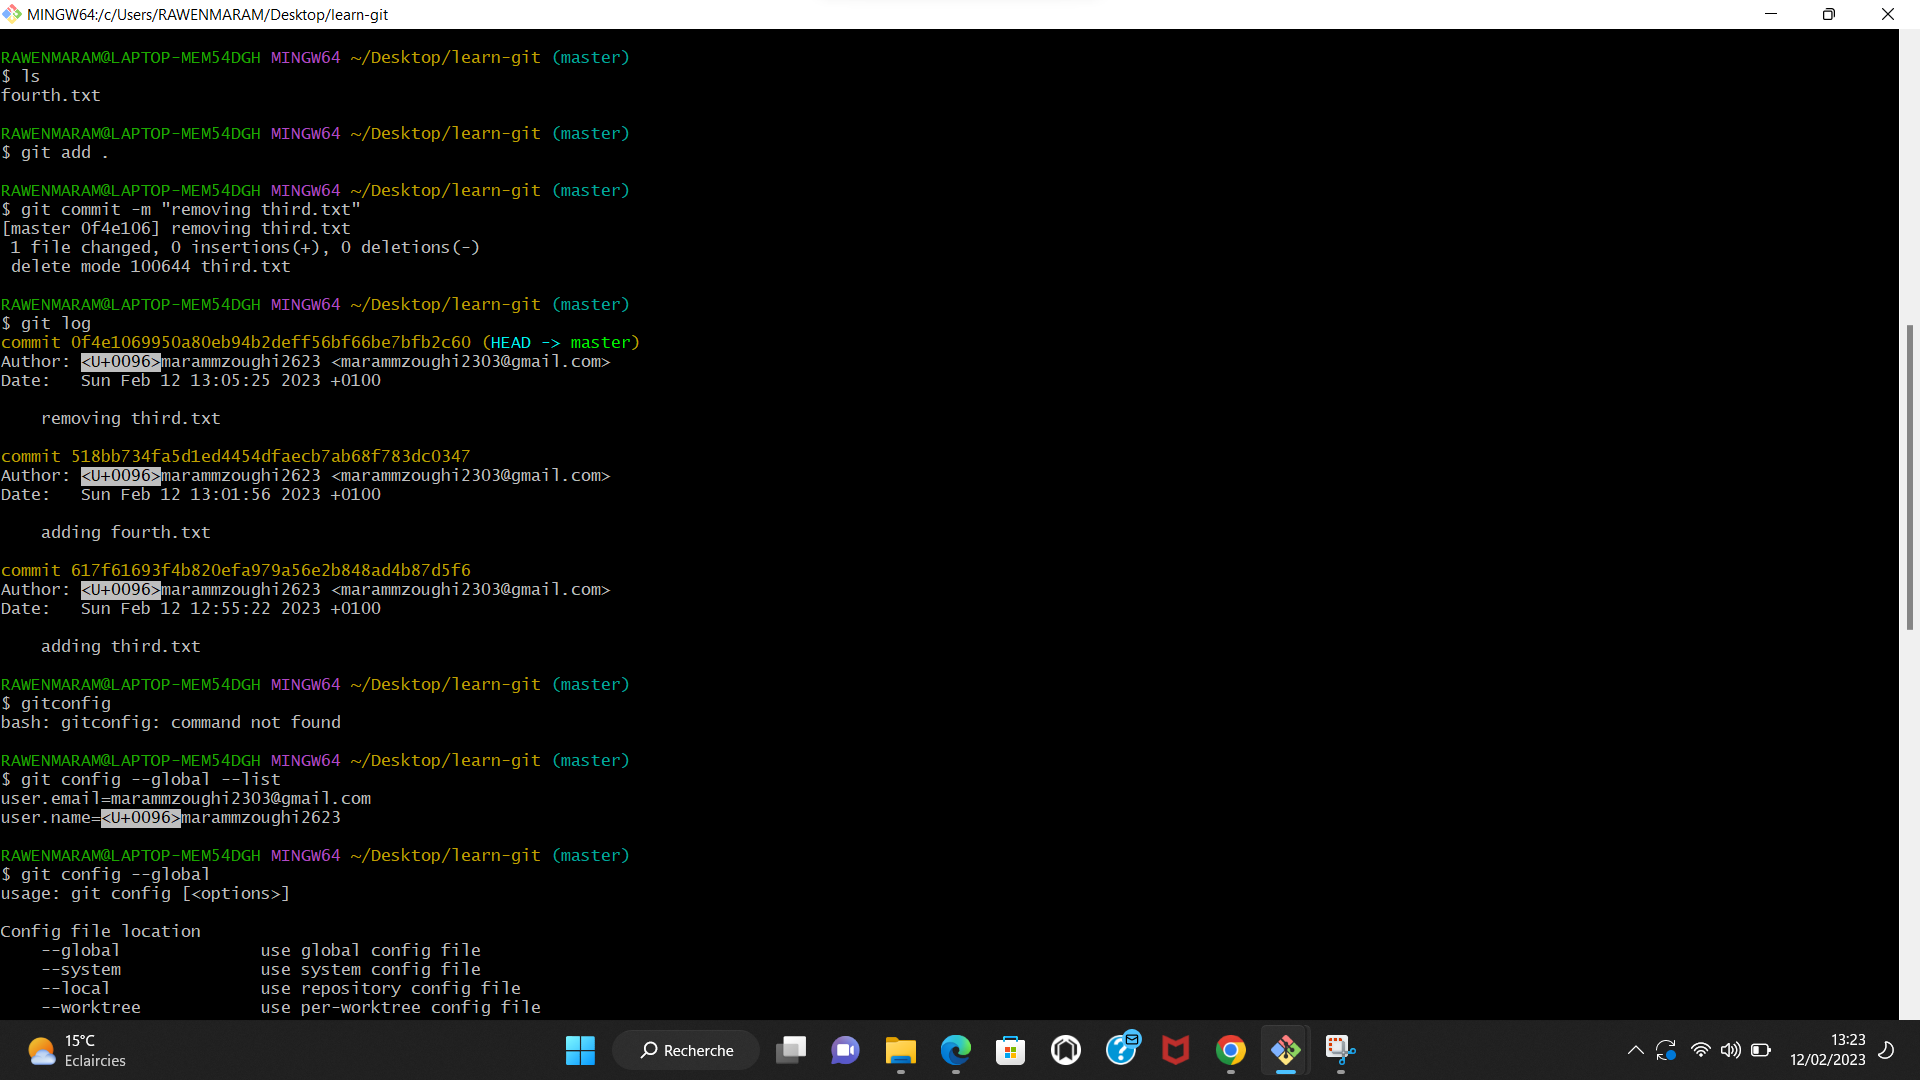 MINGW64:/c/Users/RAWENMARAM/Desktop/learn-git
RAWENMARAM@LAPTOP-MEM54DGH MINGW64 ~/Desktop/learn-git (master)
$ ls
fourth.txt
RAWENMARAM@LAPTOP-MEM54DGH MINGW64 ~/Desktop/learn-git (master)
$ git add .
RAWENMARAM@LAPTOP-MEM54DGH MINGW64 ~/Desktop/learn-git (master)
$ git commit -m "removing third.txt"
[master 0f4e106] removing third.txt
 1 file changed, 0 insertions(+), 0 deletions(-)
 delete mode 100644 third.txt
RAWENMARAM@LAPTOP-MEM54DGH MINGW64 ~/Desktop/learn-git (master)
$ git log
commit 0f4e1069950a80eb94b2deff56bf66be7bfb2c60 (HEAD -> master)
Author: <U+0096>marammzoughi2623 <marammzoughi2303@gmail.com>
Date:   Sun Feb 12 13:05:25 2023 +0100
    removing third.txt
commit 518bb734fa5d1ed4454dfaecb7ab68f783dc0347
Author: <U+0096>marammzoughi2623 <marammzoughi2303@gmail.com>
Date:   Sun Feb 12 13:01:56 2023 +0100
    adding fourth.txt
commit 617f61693f4b820efa979a56e2b848ad4b87d5f6
Author: <U+0096>marammzoughi2623 <marammzoughi2303@gmail.com>
Date:   Sun Feb 12 12:55:22 2023 +0100
    adding third.txt
RAWENMARAM@LAPTOP-MEM54DGH MINGW64 ~/Desktop/learn-git (master)
$ gitconfig
bash: gitconfig: command not found
RAWENMARAM@LAPTOP-MEM54DGH MINGW64 ~/Desktop/learn-git (master)
$ git config --global --list
user.email=marammzoughi2303@gmail.com
user.name=<U+0096>marammzoughi2623
RAWENMARAM@LAPTOP-MEM54DGH MINGW64 ~/Desktop/learn-git (master)
$ git config --global
usage: git config [<options>]
Config file location
    --global              use global config file
    --system              use system config file
    --local               use repository config file
    --worktree            use per-worktree config file
15°C
Eclaircies
Recherche
13:23
12/02/2023